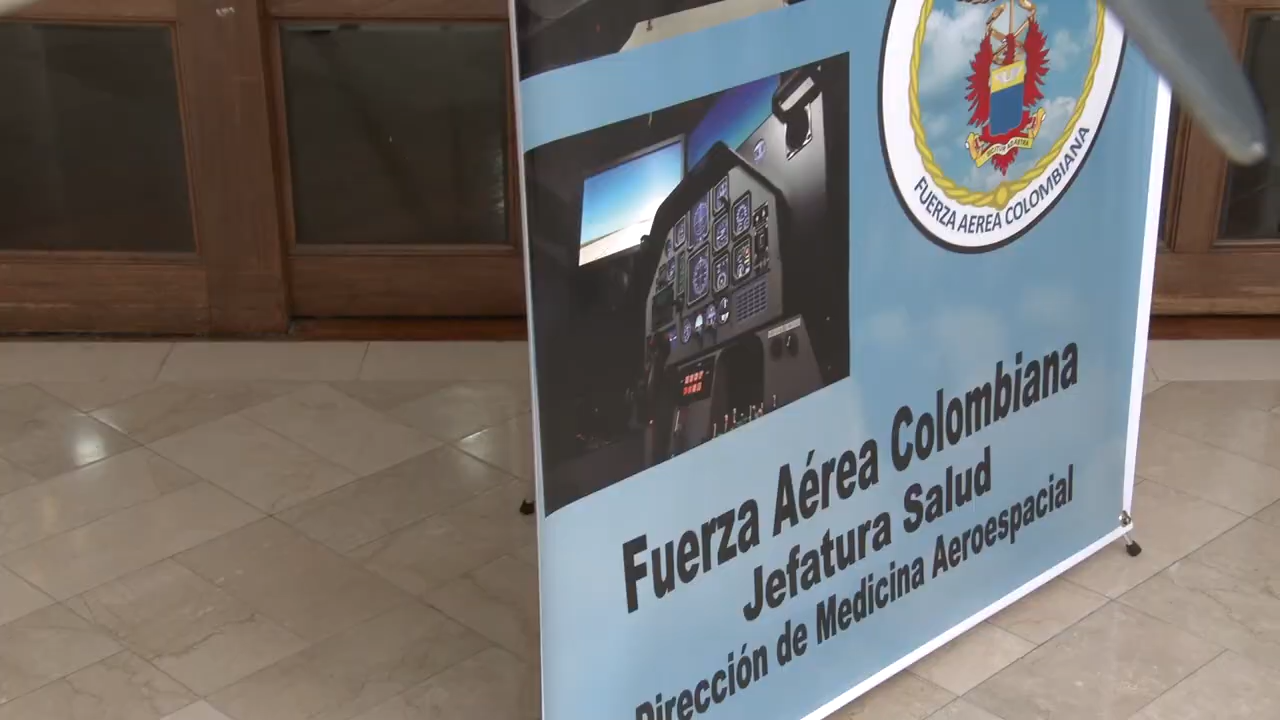 FUERZA AEREA COLOMBIANA
Fuerza Aérea Colombiana
Jefatura Salud
Dirección de Medicina Aeroespacial